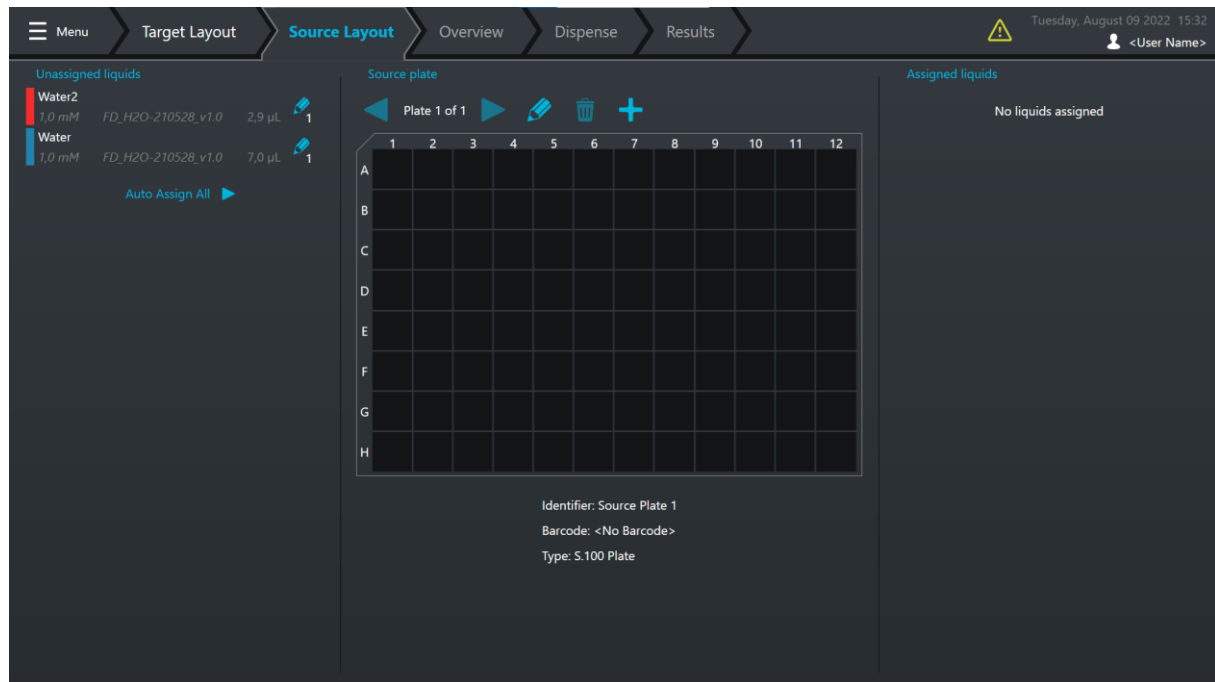 Menu
Target Layout
Source Layout
Overview
Dispense
Results
Tuesday, August 09 2022 15:32
<User Name>
Unassigned liquids
Water2
1,0 mM FD_H2O-210528_v1.0 2,9 µL 1
Water
1,0 mM FD_H2O-210528_v1.0 7,0 µL 1
Auto Assign All
Source plate
Plate 1 of 1
1 2 3 4 5 6 7 8 9 10 11 12
A
B
C
D
E
F
G
H
Identifier: Source Plate 1
Barcode: <No Barcode>
Type: S.100 Plate
Assigned liquids
No liquids assigned